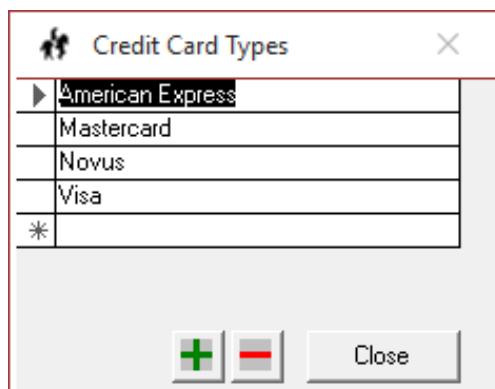 Credit Card Types
American Express
Mastercard
Novus
Visa
Close